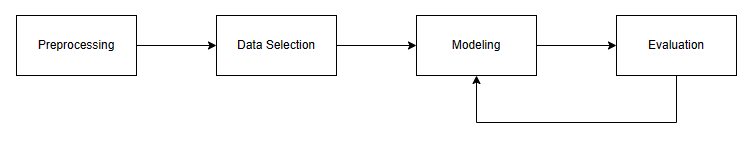 Preprocessing
Data Selection
Modeling
Evaluation